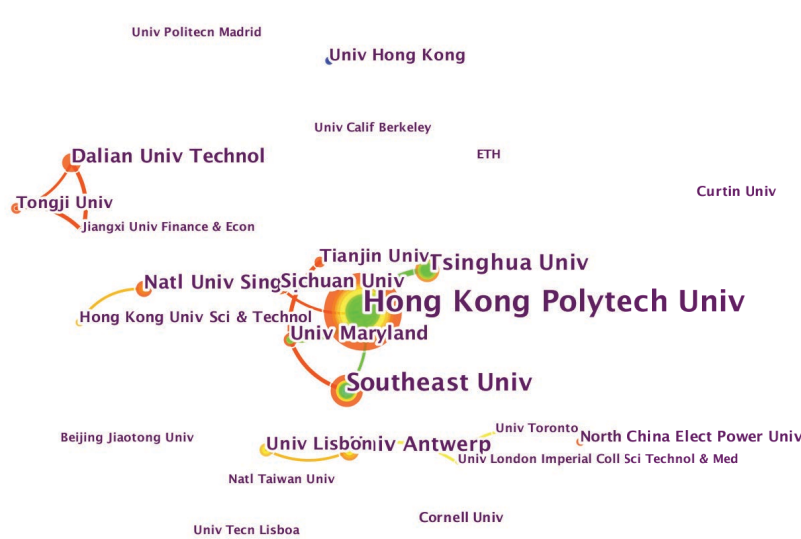 Univ Politecn Madrid
Univ Hong Kong
Univ Calif Berkeley
ETH
Dalian Univ Technol
Curtin Univ
Tongji Univ
Jiangxi Univ Finance & Econ
Tianjin Univ
Tsinghua Univ
Natl Univ Sing
Sichuan Univ
Hong Kong Polytech Univ
Hong Kong Univ Sci & Technol
Univ Maryland
Southeast Univ
Univ Toronto
North China Elect Power Univ
Beijing Jiaotong Univ
Univ Lisbon
Univ Antwerp
Univ London Imperial Coll Sci Technol & Med
Natl Taiwan Univ
Cornell Univ
Univ Tecn Lisboa